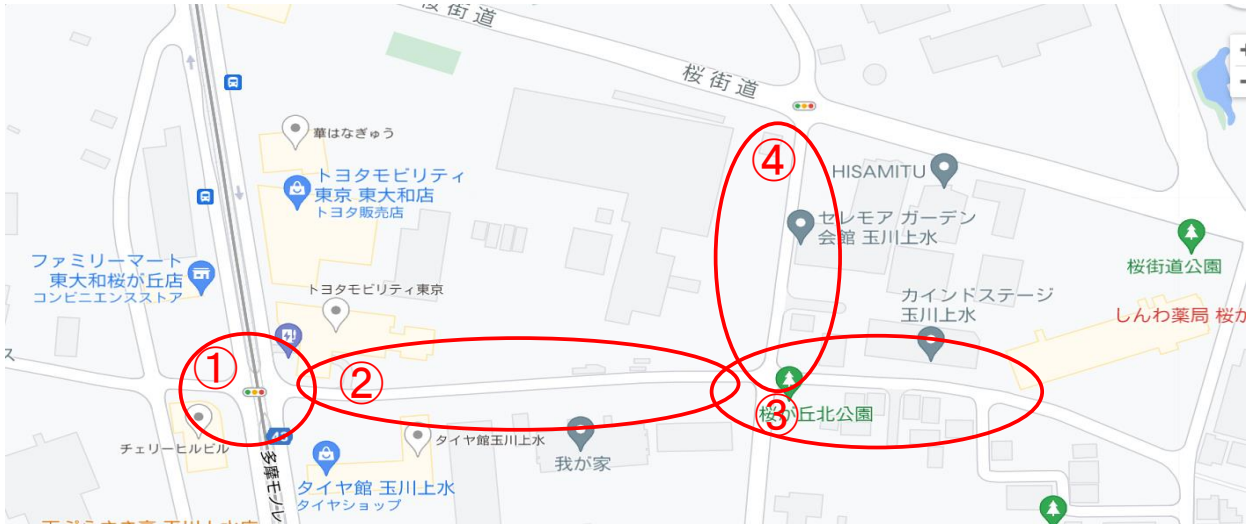 桜街道
桜街道
華はなぎゅう
トヨタモビリティ
東京 東大和店
トヨタ販売店
④
HISAMITU
セレモア ガーデン
会館 玉川上水
桜街道公園
ファミリーマート
東大和桜が丘店
コンビニエンスストア
トヨタモビリティ東京
カインドステージ
玉川上水
しんわ薬局 桜か
ス
①
②
③
桜が丘北公園
チェリーヒルビル
43
多摩モノレ
タイヤ館玉川上水
我が家
タイヤ館 玉川上水
タイヤショップ